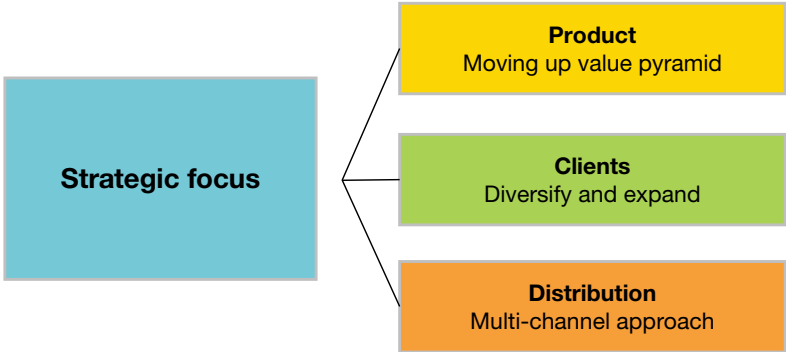 Strategic focus
Product
Moving up value pyramid
Clients
Diversify and expand
Distribution
Multi-channel approach